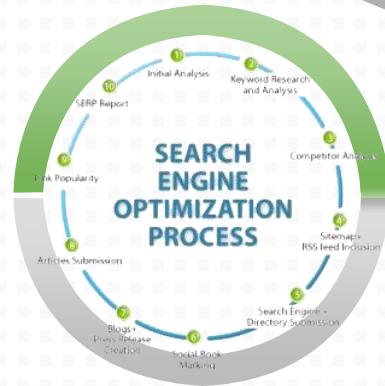 SEARCH
ENGINE
OPTIMIZATION
PROCESS
1
Initial Analysis
2
Keyword Research
and Analysis
3
Competitor Analysis
4
Sitemap+
RSS feed Inclusion
5
Search Engine +
Directory Submission
6
Social Book
Marking
7
Blogs+
Press Release
Creation
8
Articles Submission
9
Link Popularity
10
SERP Report